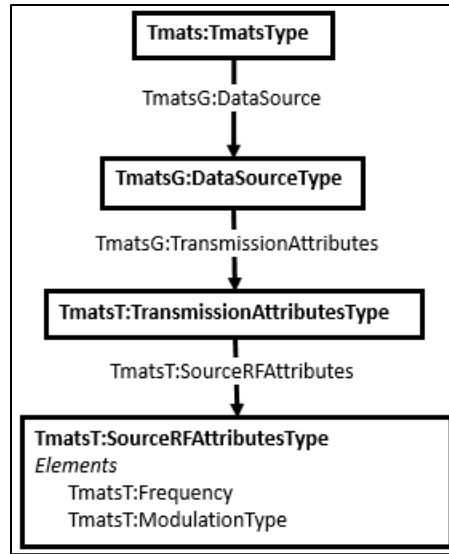 Tmats:TmatsType
TmatsG:DataSource
TmatsG:DataSourceType
TmatsG:TransmissionAttributes
TmatsT:TransmissionAttributesType
TmatsT:SourceRFAttributes
TmatsT:SourceRFAttributesType
Elements
TmatsT:Frequency
TmatsT:ModulationType